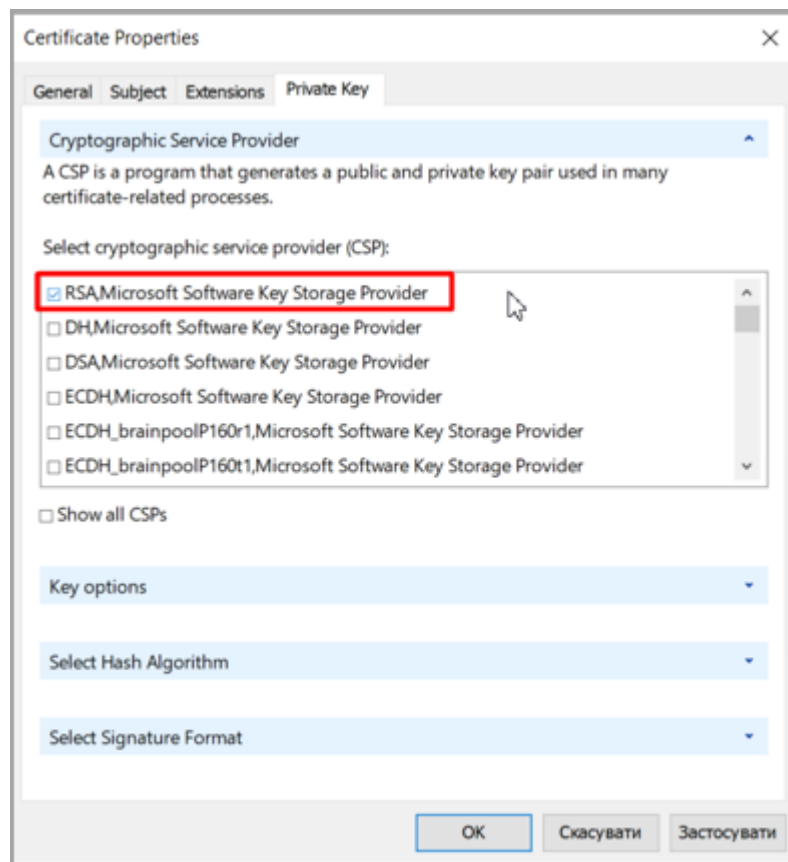 Certificate Properties
General Subject Extensions Private Key
Cryptographic Service Provider
A CSP is a program that generates a public and private key pair used in many
certificate-related processes.
Select cryptographic service provider (CSP):
RSA,Microsoft Software Key Storage Provider
DH,Microsoft Software Key Storage Provider
DSA,Microsoft Software Key Storage Provider
ECDH,Microsoft Software Key Storage Provider
ECDH_brainpoolP160r1,Microsoft Software Key Storage Provider
ECDH_brainpoolP160t1,Microsoft Software Key Storage Provider
Show all CSPs
Key options
Select Hash Algorithm
Select Signature Format
OK Скасувати Застосувати